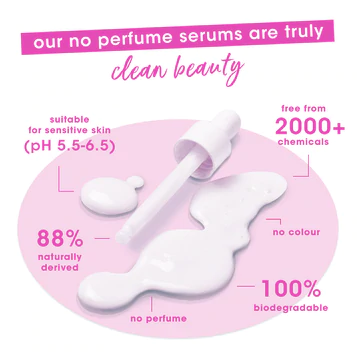 our no perfume serums are truly
clean beauty
suitable
for sensitive skin
(pH 5.5-6.5)
free from
2000+
chemicals
no colour
88%
naturally
derived
100%
biodegradable
no perfume